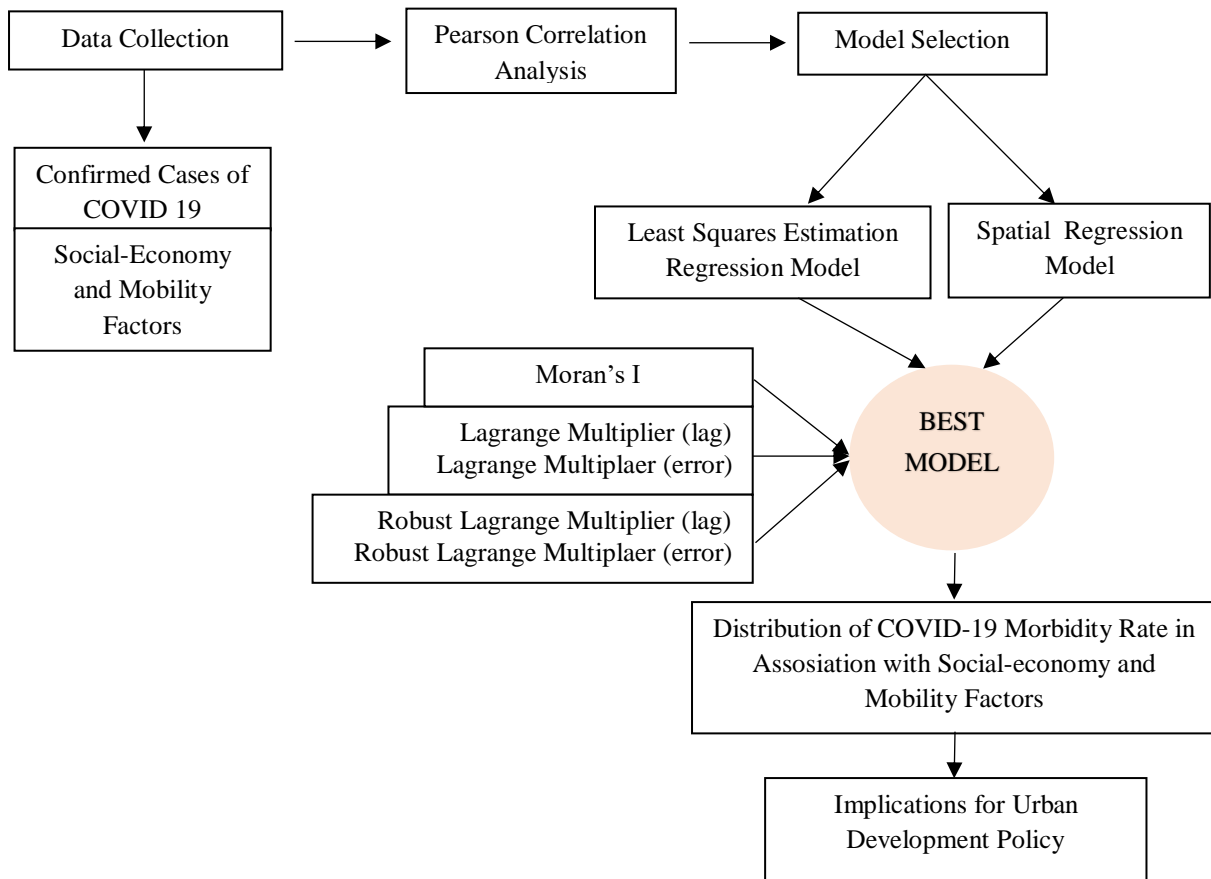 Data Collection
Pearson Correlation
Analysis
Model Selection
Confirmed Cases of
COVID 19
Social-Economy
and Mobility
Factors
Least Squares Estimation
Regression Model
Spatial Regression
Model
Moran’s I
Lagrange Multiplier (lag)
Lagrange Multiplaer (error)
Robust Lagrange Multiplier (lag)
Robust Lagrange Multiplaer (error)
BEST
MODEL
Distribution of COVID-19 Morbidity Rate in
Assosiation with Social-economy and
Mobility Factors
Implications for Urban
Development Policy